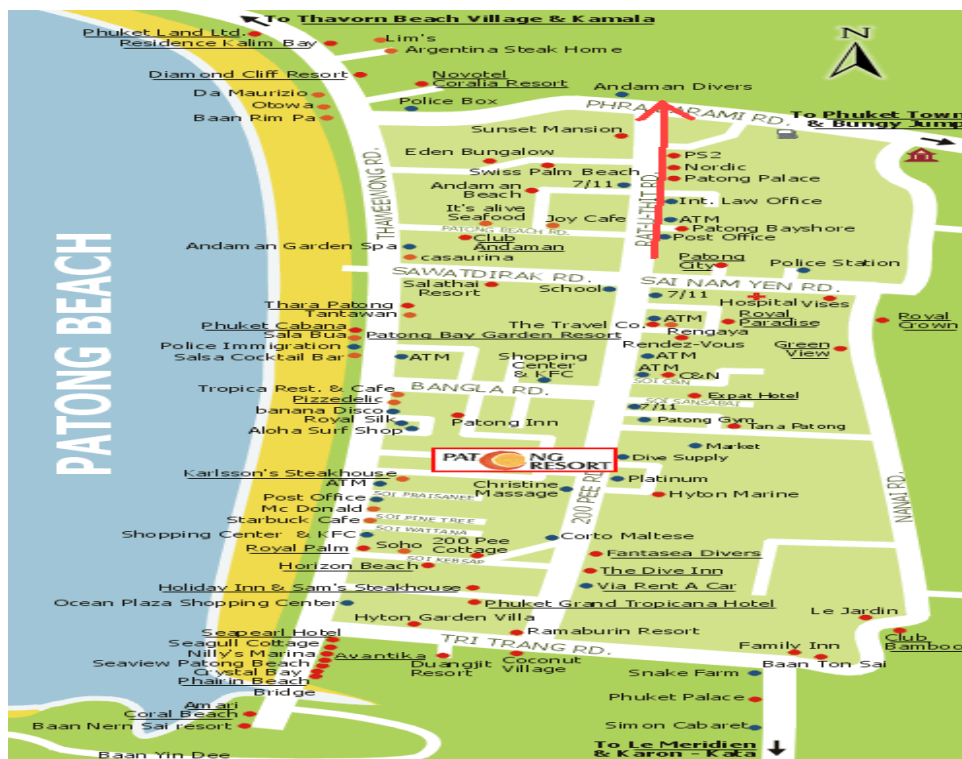 To Thavorn Beach Village & Kamala
Phuket Land Ltd.
Residence Kalim Bay
Lim's
Argentina Steak Home
N
Diamond Cliff Resort
Novotel
Coralia Resort
Andaman Divers
Da Maurizio
Otowa
Police Box
Baan Rim Pa
PHRA
ARAMI RD.
To Phuket Town
& Bungy Jump
Sunset Mansion
Eden Bungalow
Swiss Palm Beach
PS2
Nordic
Patong Palace
Andaman
Beach
7/11
THAWEEWONG RD.
RAT-U-THIT RD.
It's alive
Seafood
Joy Cafe
Int. Law Office
ATM
Patong Bayshore
PATONG BEACH RD.
Post Office
Club
Andaman
Andaman Garden Spa
casaurina
Patong
City
Police Station
SAWATDIRAK RD.
SAI NAM YEN RD.
Salathai
Resort
School
7/11
Hospital
Vises
Thara Patong
Tantawan
ATM
Royal
Paradise
Royal
Crown
Phuket Cabana
The Travel Co.
Rengaya
Sala Bua
Patong Bay Garden Resort
Rendez-Vous
Green
View
Police Immigration
Salsa Cocktail Bar
ATM
Shopping
Center
& KFC
ATM
ATM
C&N
SOI C&N
Tropica Rest. & Cafe
BANGLA RD.
Pizzedelic
Expat Hotel
SOI SANSABAI
banana Disco
7/11
Royal Silk
Patong Inn
Patong Gym
Tana Patong
Aloha Surf Shop
PATONG BEACH
Market
PAT NG
RESORT
Dive Supply
Karlsson's Steakhouse
ATM
Christine
Massage
Platinum
Post Office
SOI PRAISANEE
Hyton Marine
NANAI RD.
200 PEE RD.
Mc Donald
Starbuck Cafe
SOI PINE TREE
SOI WATTANA
Shopping Center & KFC
Corto Maltese
Royal Palm
Soho
200 Pee
Cottage
SOI KEBSAP
Fantasea Divers
Horizon Beach
The Dive Inn
Holiday Inn & Sam's Steakhouse
Via Rent A Car
Ocean Plaza Shopping Center
Phuket Grand Tropicana Hotel
Hyton Garden Villa
Le Jardin
Seapearl Hotel
Ramaburin Resort
Seagull Cottage
TRI TRANG RD.
Family Inn
Club
Bamboo
Nilly's Marina
Avantika
Seaview Patong Beach
Duangjit
Resort
Coconut
Village
Baan Ton Sai
Crystal Bay
Snake Farm
Phairin Beach
Bridge
Amari
Coral Beach
Phuket Palace
Baan Nern Sai resort
Simon Cabaret
To Le Meridien
& Karon - Kata
Baan Yin Dee